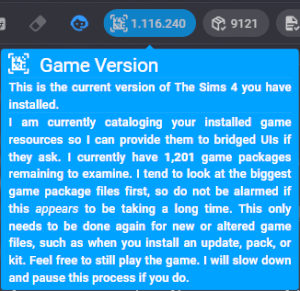 1.116.240
9121
Game Version
This is the current version of The Sims 4 you have
installed.
I am currently cataloging your installed game
resources so I can provide them to bridged UIs if
they ask. I currently have 1,201 game packages
remaining to examine. I tend to look at the biggest
game package files first, so do not be alarmed if
this appears to be taking a long time. This only
needs to be done again for new or altered game
files, such as when you install an update, pack, or
kit. Feel free to still play the game. I will slow down
and pause this process if you do.